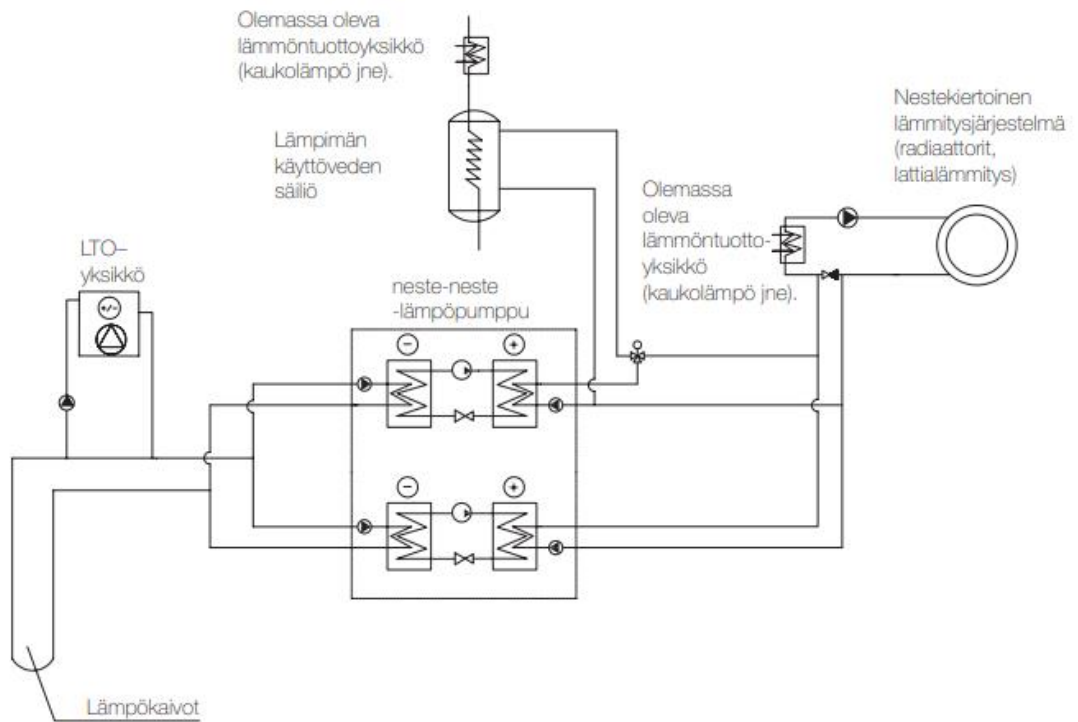 Olemassa oleva
lämmöntuottoyksikkö
(kaukolämpö jne).
Lämpimän
käyttöveden
säiliö
Nestekiertoinen
lämmitysjärjestelmä
(radiaattorit,
lattialämmitys)
Olemassa
oleva
lämmöntuotto-
yksikkö
(kaukolämpö jne).
LTO–
yksikkö
+/-
neste-neste
-lämpöpumppu
- +
- +
Lämpökaivot